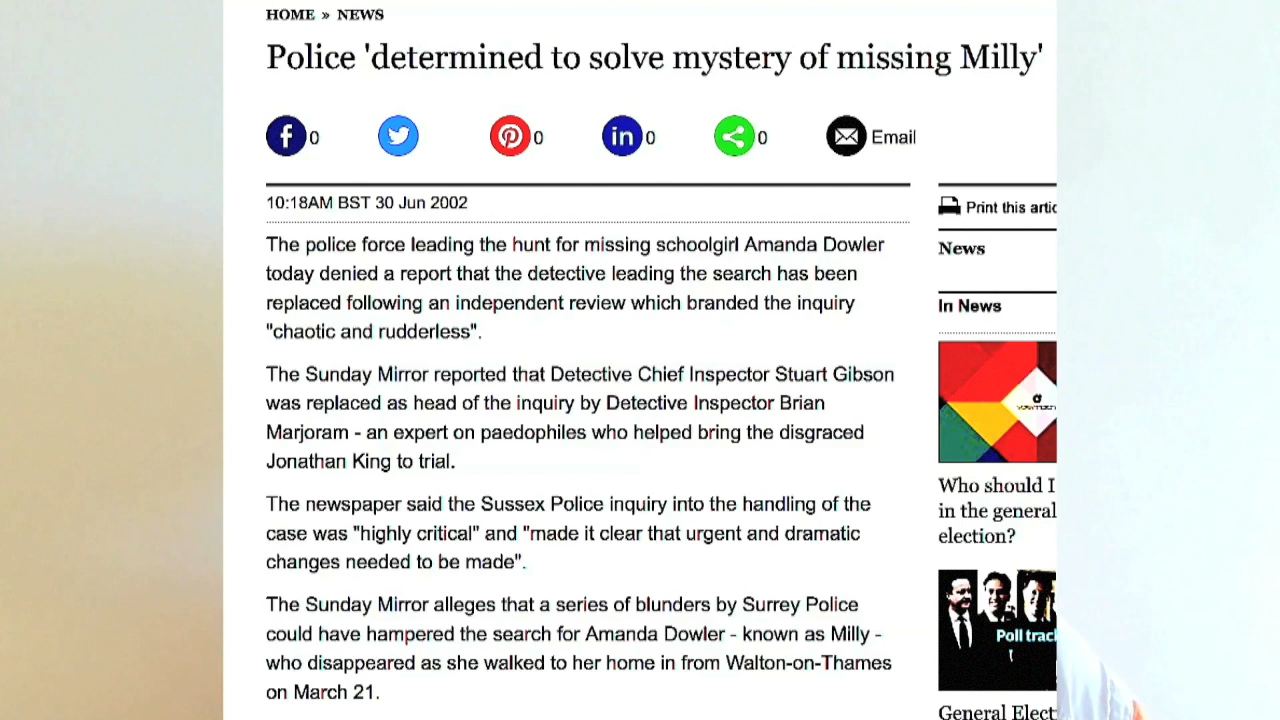 HOME » NEWS
Police 'determined to solve mystery of missing Milly'
f 0
0
in 0
0
Email
10:18AM BST 30 Jun 2002
The police force leading the hunt for missing schoolgirl Amanda Dowler
today denied a report that the detective leading the search has been
replaced following an independent review which branded the inquiry
"chaotic and rudderless".
The Sunday Mirror reported that Detective Chief Inspector Stuart Gibson
was replaced as head of the inquiry by Detective Inspector Brian
Marjoram - an expert on paedophiles who helped bring the disgraced
Jonathan King to trial.
The newspaper said the Sussex Police inquiry into the handling of the
case was "highly critical" and "made it clear that urgent and dramatic
changes needed to be made".
The Sunday Mirror alleges that a series of blunders by Surrey Police
could have hampered the search for Amanda Dowler - known as Milly -
who disappeared as she walked to her home in from Walton-on-Thames
on March 21.
Print this artic
News
In News
Who should I
in the general
election?
Poll track
General Elect